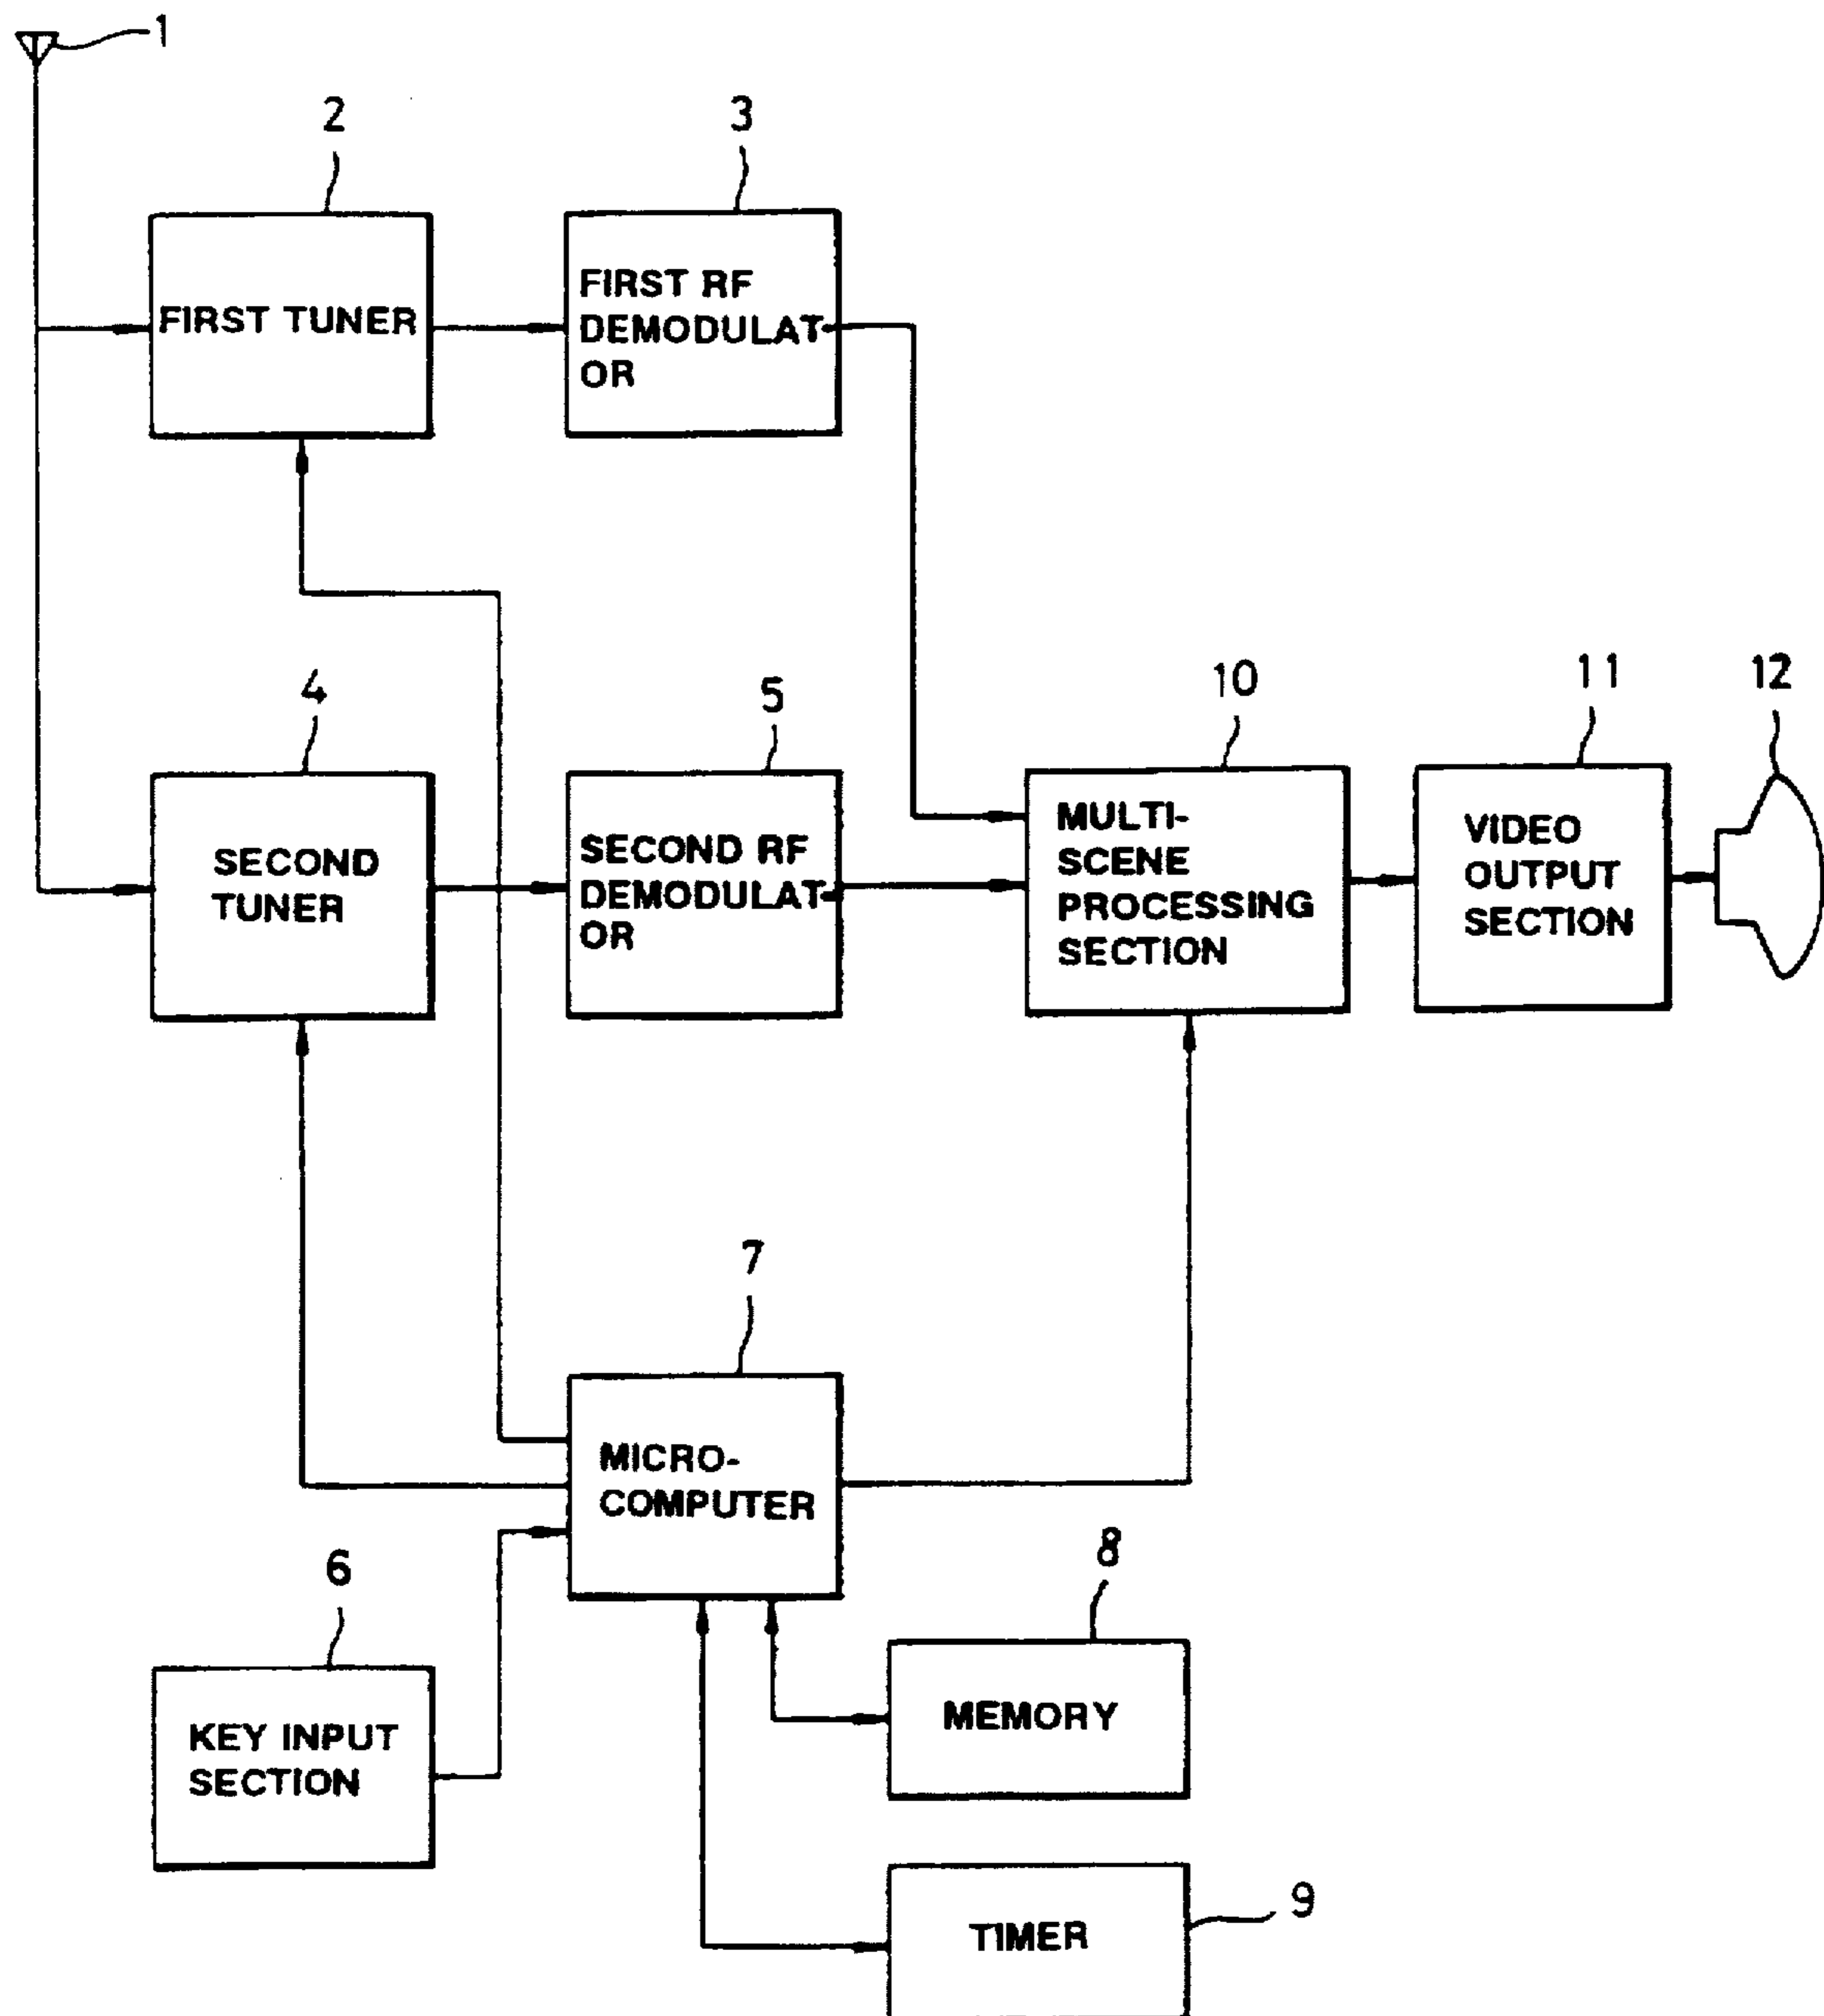 1
2
3
FIRST TUNER
FIRST RF
DEMODULAT-
OR
4
5
10
11
12
SECOND
TUNER
SECOND RF
DEMODULAT-
OR
MULTI-
SCENE
PROCESSING
SECTION
VIDEO
OUTPUT
SECTION
7
MICRO-
COMPUTER
6
8
KEY INPUT
SECTION
MEMORY
9
TIMER